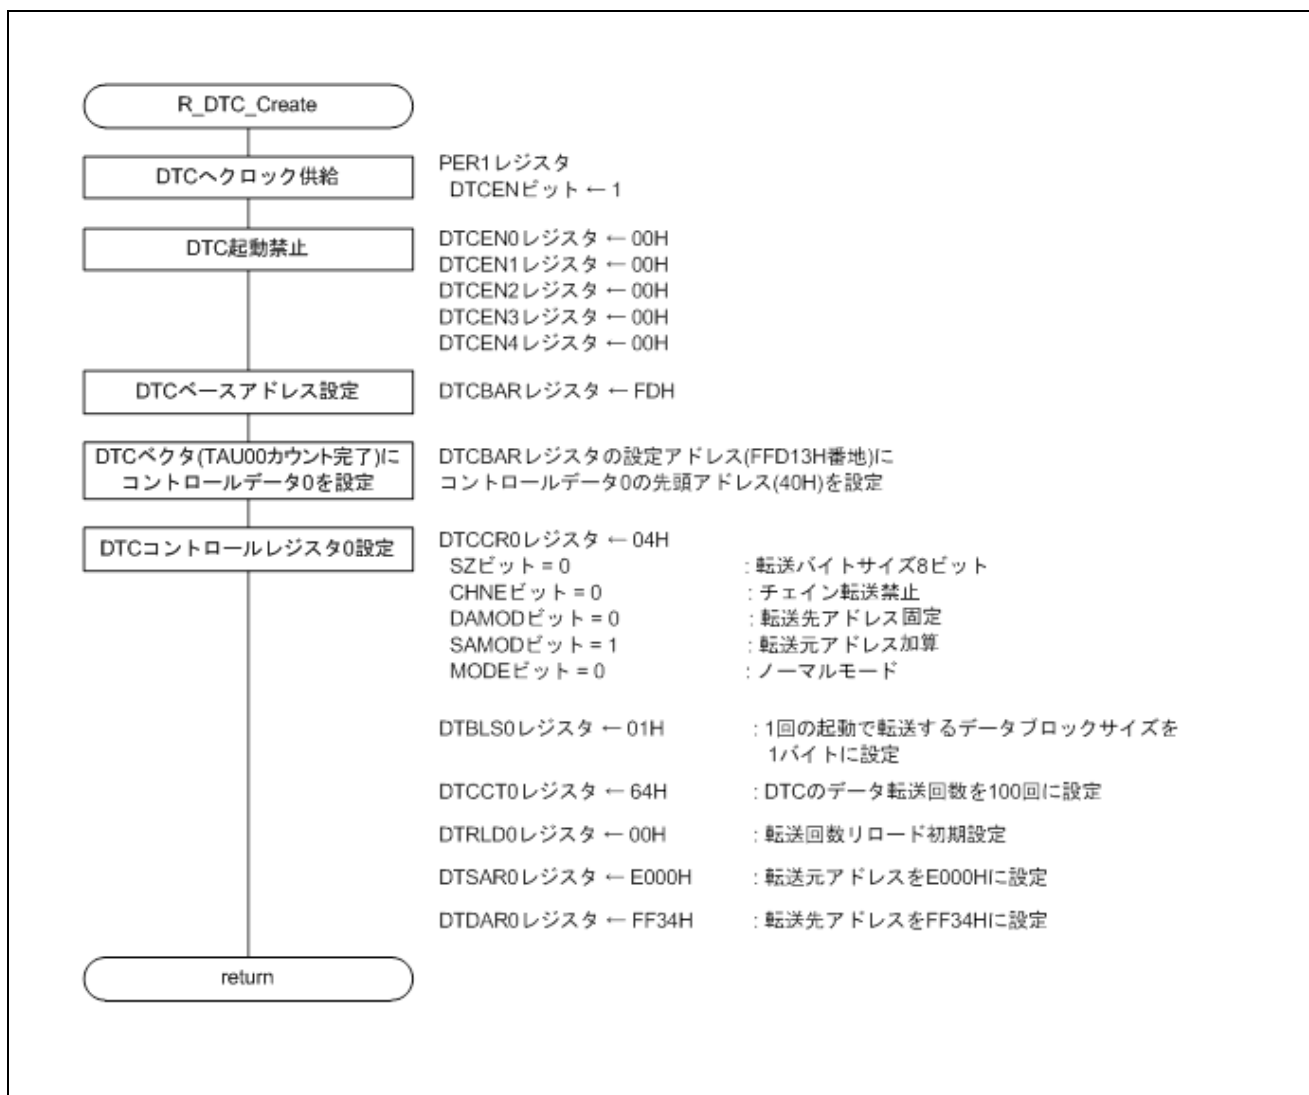 R_DTC_Create
DTCへクロック供給
PER1レジスタ
DTCENビット ← 1
DTC起動禁止
DTCEN0レジスタ ← 00H
DTCEN1レジスタ ← 00H
DTCEN2レジスタ ← 00H
DTCEN3レジスタ ← 00H
DTCEN4レジスタ ← 00H
DTCベースアドレス設定
DTCBARレジスタ ← FDH
DTCベクタ(TAU00カウント完了)に
コントロールデータ0を設定
DTCBARレジスタの設定アドレス(FFD13H番地)に
コントロールデータ0の先頭アドレス(40H)を設定
DTCコントロールレジスタ0設定
DTCCR0レジスタ ← 04H
SZビット = 0 : 転送バイトサイズ8ビット
CHNEビット = 0 : チェイン転送禁止
DAMODビット = 0 : 転送先アドレス固定
SAMODビット = 1 : 転送元アドレス加算
MODEビット = 0 : ノーマルモード
DTBLS0レジスタ ← 01H : 1回の起動で転送するデータブロックサイズを
1バイトに設定
DTCCT0レジスタ ← 64H : DTCのデータ転送回数を100回に設定
DTRLD0レジスタ ← 00H : 転送回数リロード初期設定
DTSAR0レジスタ ← E000H : 転送元アドレスをE000Hに設定
DTDAR0レジスタ ← FF34H : 転送先アドレスをFF34Hに設定
return